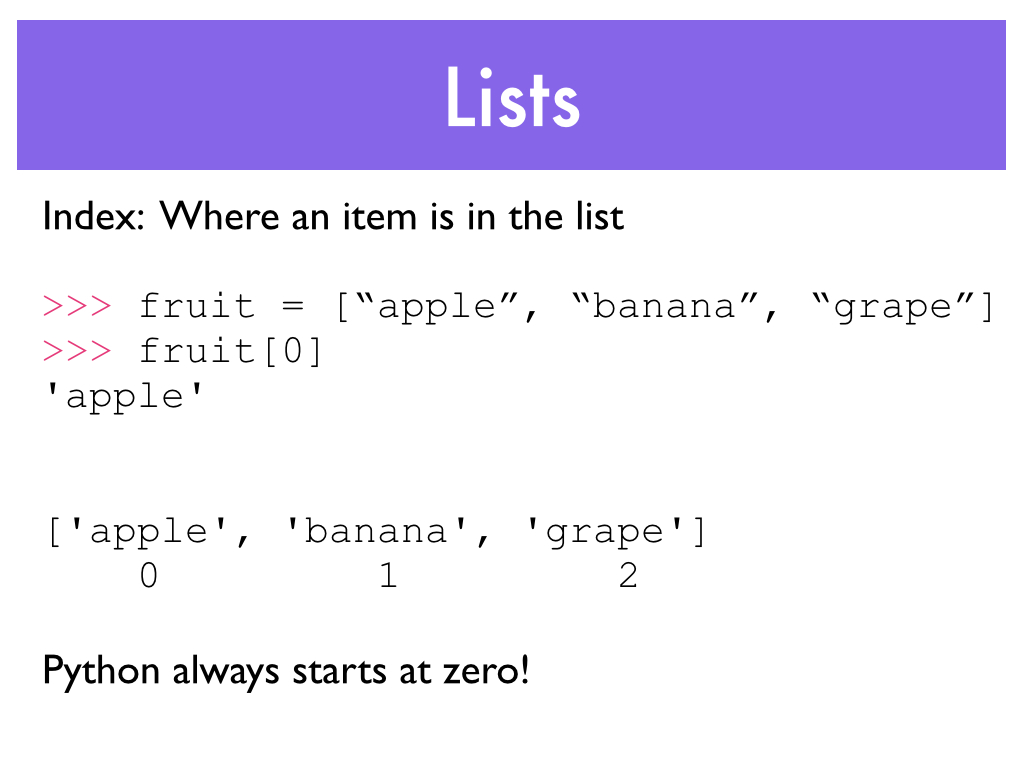 Lists
Index: Where an item is in the list
>>> fruit = [“apple”, “banana”, “grape”]
>>> fruit[0]
'apple'
['apple', 'banana', 'grape']
0 1 2
Python always starts at zero!